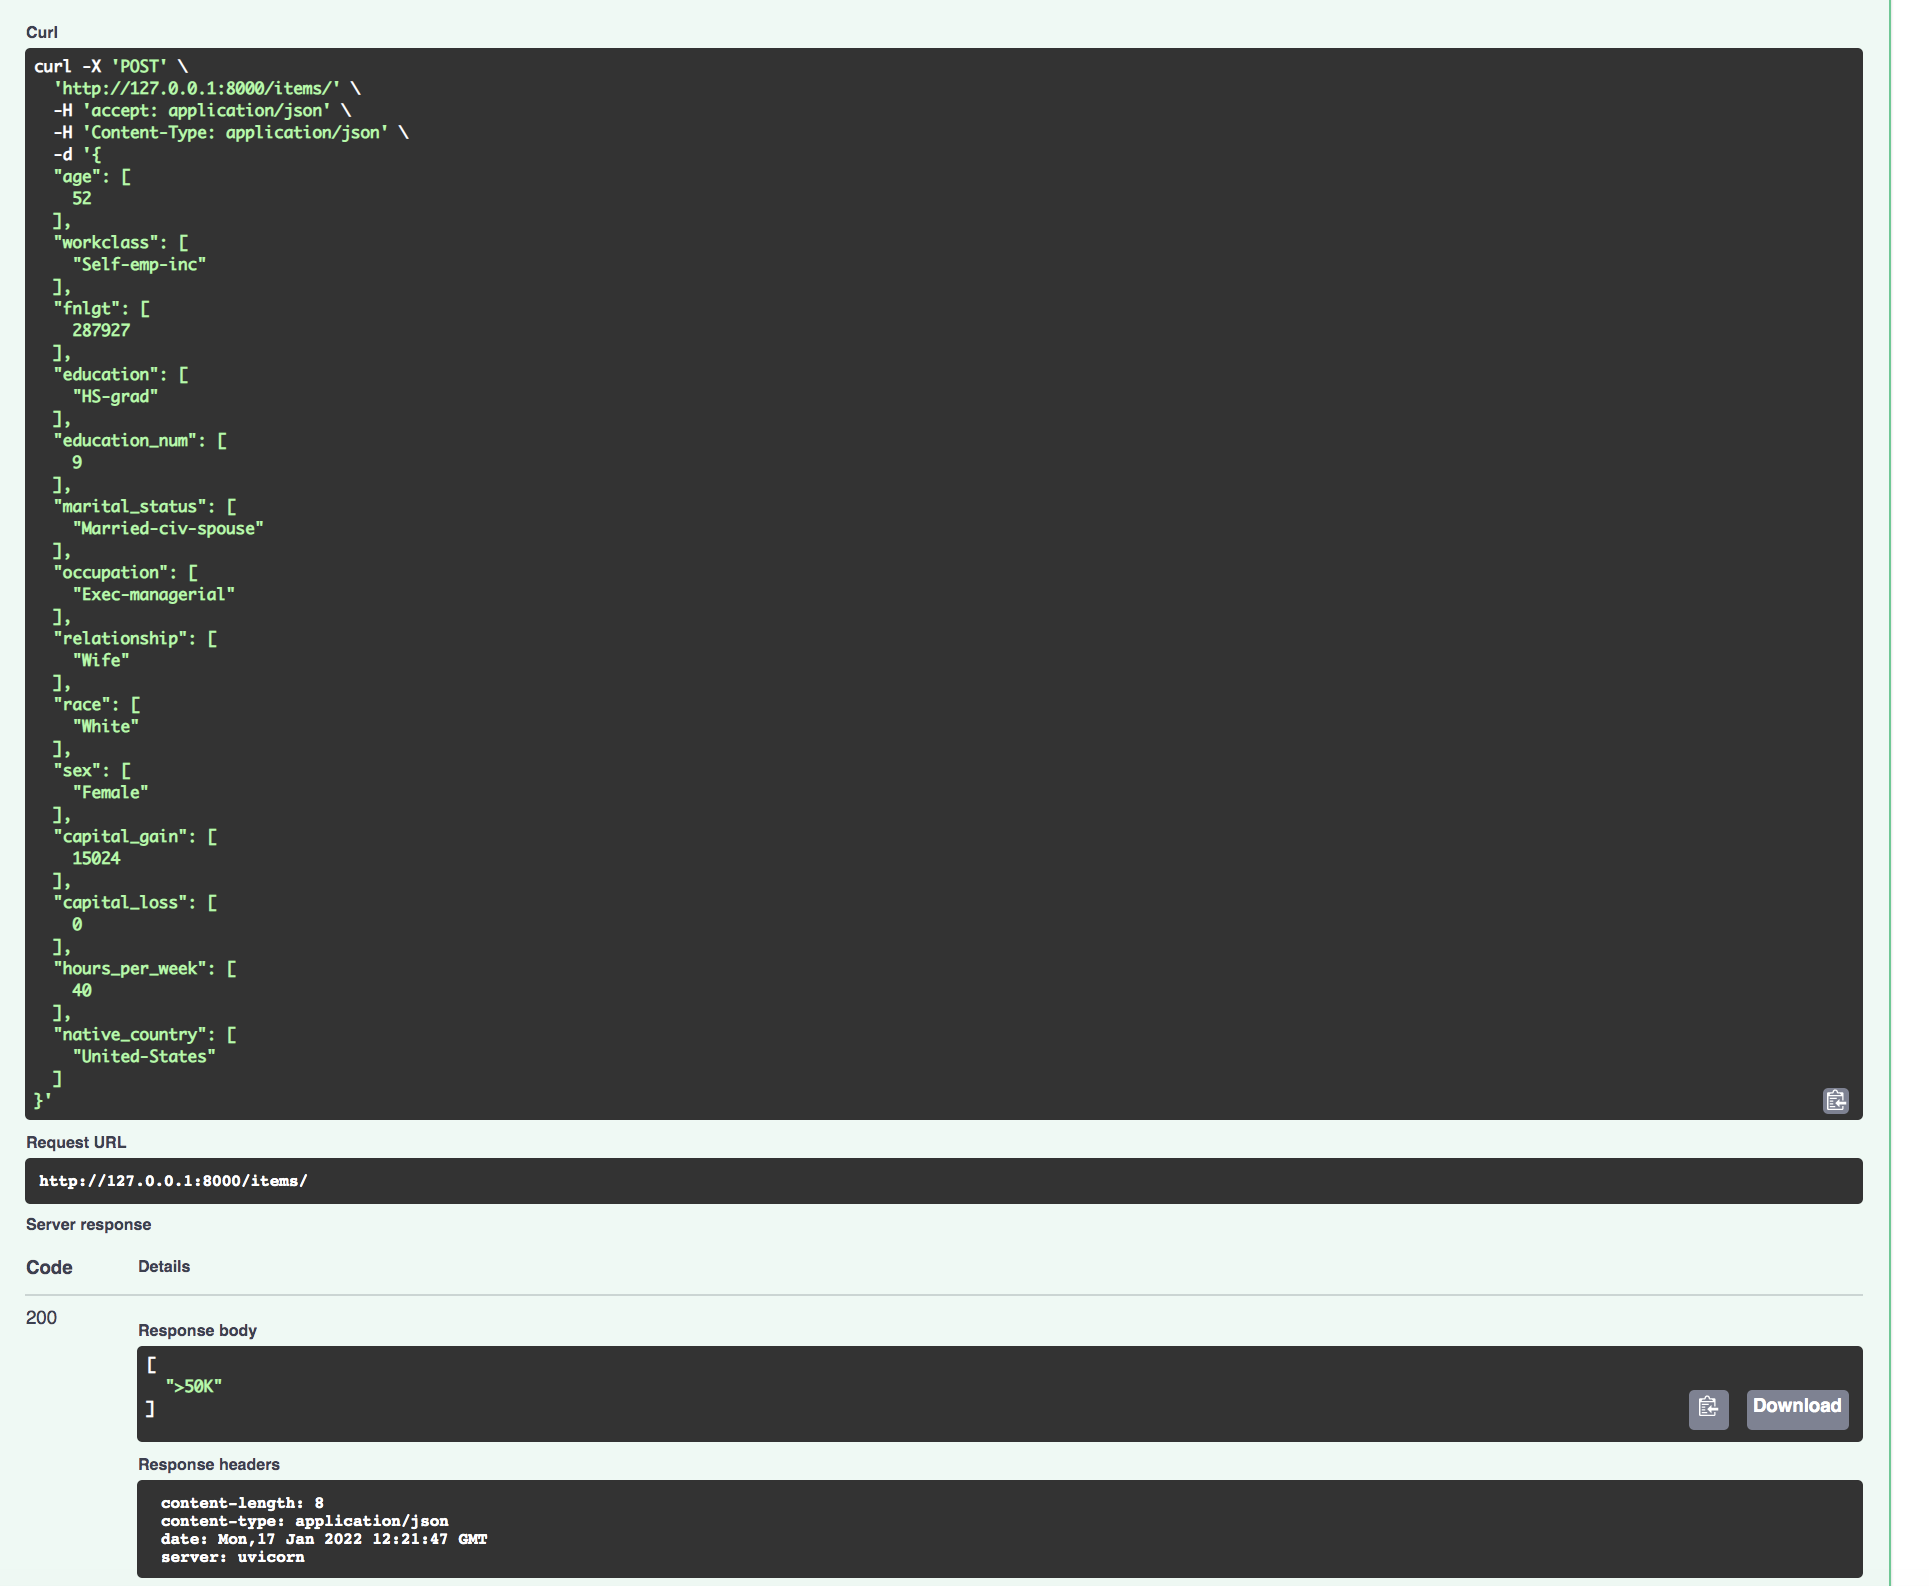 Curl
curl -X 'POST' \
  'http://127.0.0.1:8000/items/' \
  -H 'accept: application/json' \
  -H 'Content-Type: application/json' \
  -d '{
  "age": [
    52
  ],
  "workclass": [
    "Self-emp-inc"
  ],
  "fnlgt": [
    287927
  ],
  "education": [
    "HS-grad"
  ],
  "education_num": [
    9
  ],
  "marital_status": [
    "Married-civ-spouse"
  ],
  "occupation": [
    "Exec-managerial"
  ],
  "relationship": [
    "Wife"
  ],
  "race": [
    "White"
  ],
  "sex": [
    "Female"
  ],
  "capital_gain": [
    15024
  ],
  "capital_loss": [
    0
  ],
  "hours_per_week": [
    40
  ],
  "native_country": [
    "United-States"
  ]
}'
Request URL
http://127.0.0.1:8000/items/
Server response
Code Details
200
Response body
[
  ">50K"
]
Download
Response headers
content-length: 8
content-type: application/json
date: Mon,17 Jan 2022 12:21:47 GMT
server: uvicorn